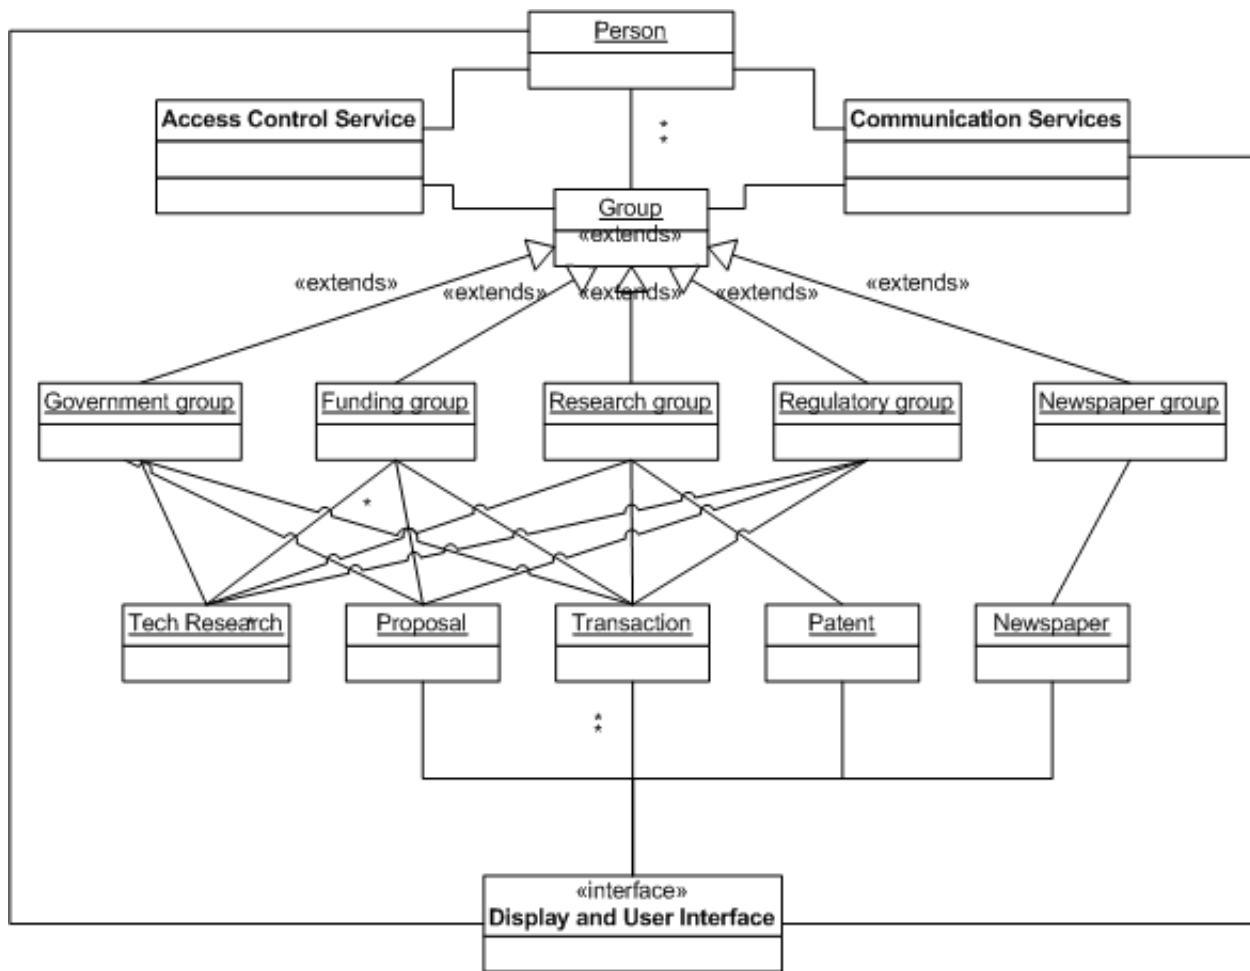 Person
Access Control Service
Communication Services
*
*
Group
«extends»
«extends»
«extends»
«extends»
«extends»
«extends»
Government group
Funding group
Research group
Regulatory group
Newspaper group
*
Tech Research
*
Proposal
Transaction
Patent
Newspaper
*
*
«interface»
Display and User Interface